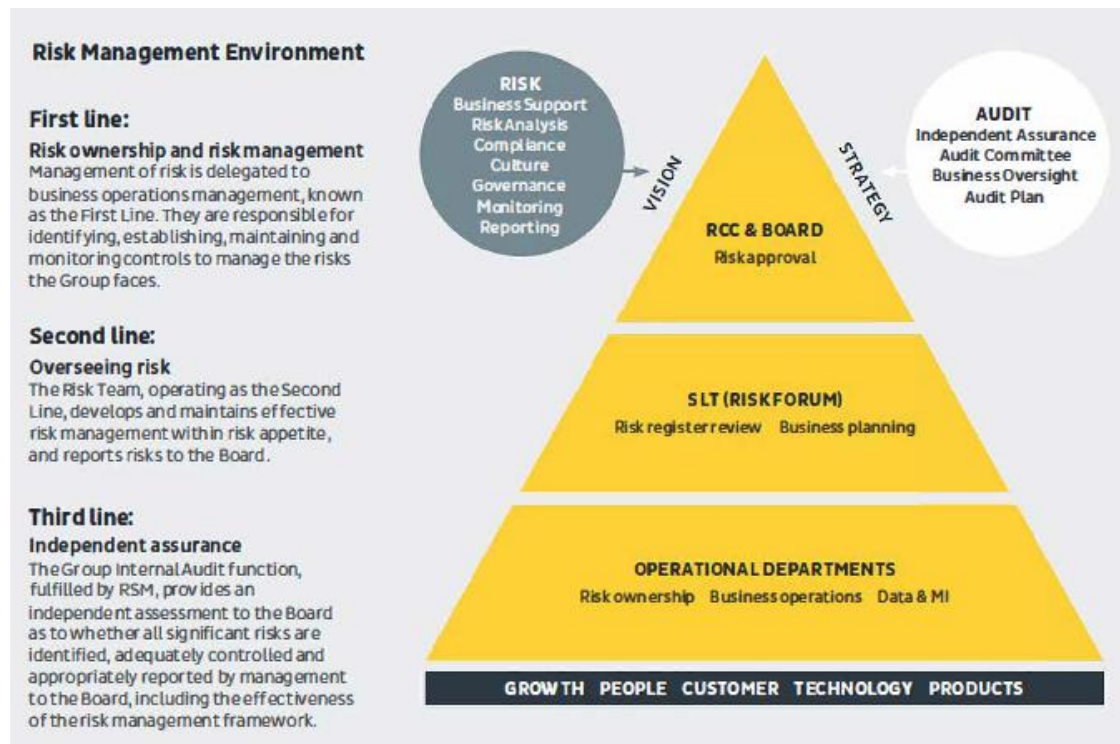 Risk Management Environment
First line:
Risk ownership and risk management
Management of risk is delegated to
business operations management, known
as the First Line. They are responsible for
identifying, establishing, maintaining and
monitoring controls to manage the risks
the Group faces.
Second line:
Overseeing risk
The Risk Team, operating as the Second
Line, develops and maintains effective
risk management within risk appetite,
and reports risks to the Board.
Third line:
Independent assurance
The Group Internal Audit function,
fulfilled by RSM, provides an
independent assessment to the Board
as to whether all significant risks are
identified, adequately controlled and
appropriately reported by management
to the Board, including the effectiveness
of the risk management framework.
RISK
Business Support
Risk Analysis
Compliance
Culture
Governance
Monitoring
Reporting
VISION
STRATEGY
AUDIT
Independent Assurance
Audit Committee
Business Oversight
Audit Plan
RCC & BOARD
Risk approval
SLT (RISK FORUM)
Risk register review Business planning
OPERATIONAL DEPARTMENTS
Risk ownership Business operations Data & MI
GROWTH PEOPLE CUSTOMER TECHNOLOGY PRODUCTS